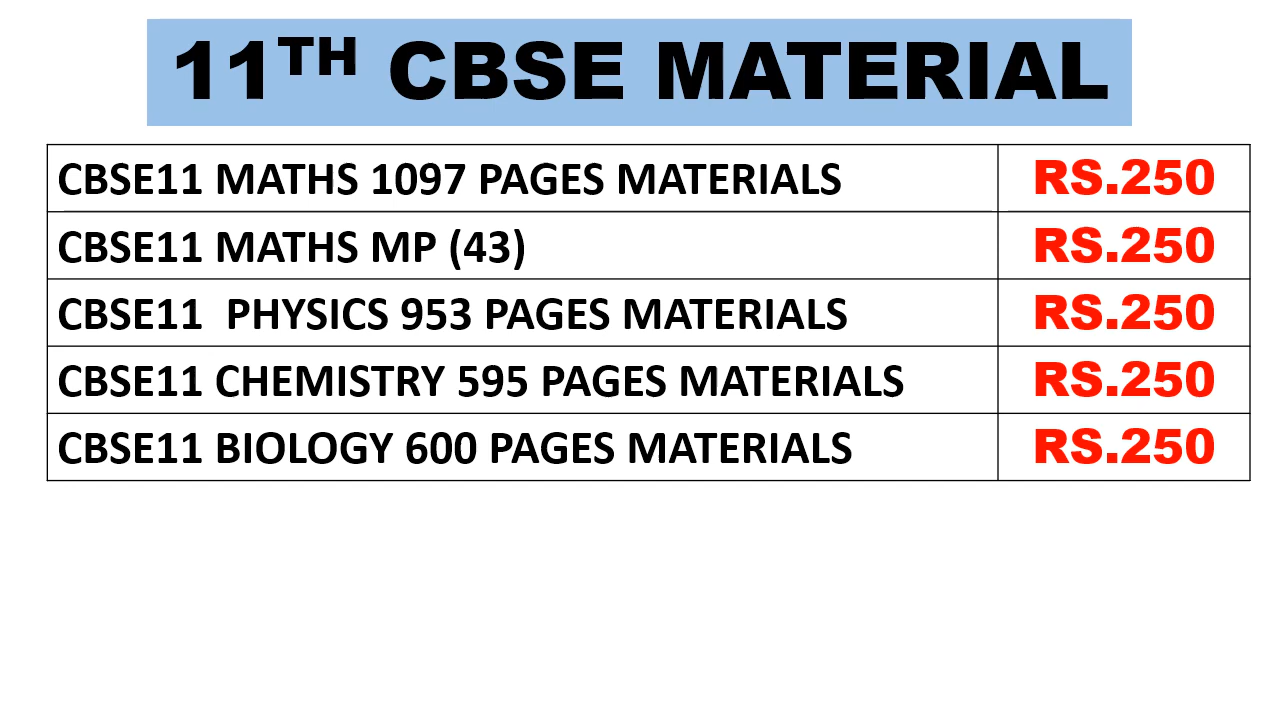 11TH CBSE MATERIAL
CBSE11 MATHS 1097 PAGES MATERIALS RS.250
CBSE11 MATHS MP (43) RS.250
CBSE11  PHYSICS 953 PAGES MATERIALS RS.250
CBSE11 CHEMISTRY 595 PAGES MATERIALS RS.250
CBSE11 BIOLOGY 600 PAGES MATERIALS RS.250